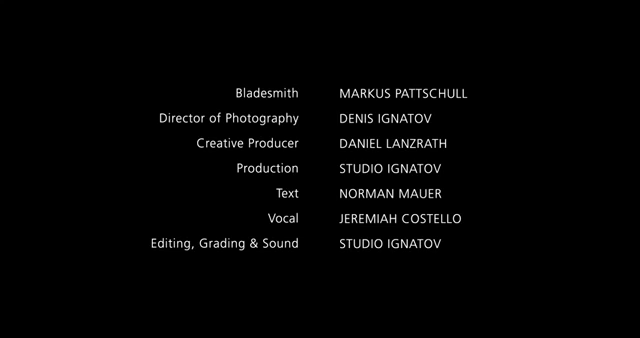 Bladesmith MARKUS PATTSCHULL
Director of Photography DENIS IGNATOV
Creative Producer DANIEL LANZRATH
Production STUDIO IGNATOV
Text NORMAN MAUER
Vocal JEREMIAH COSTELLO
Editing, Grading & Sound STUDIO IGNATOV